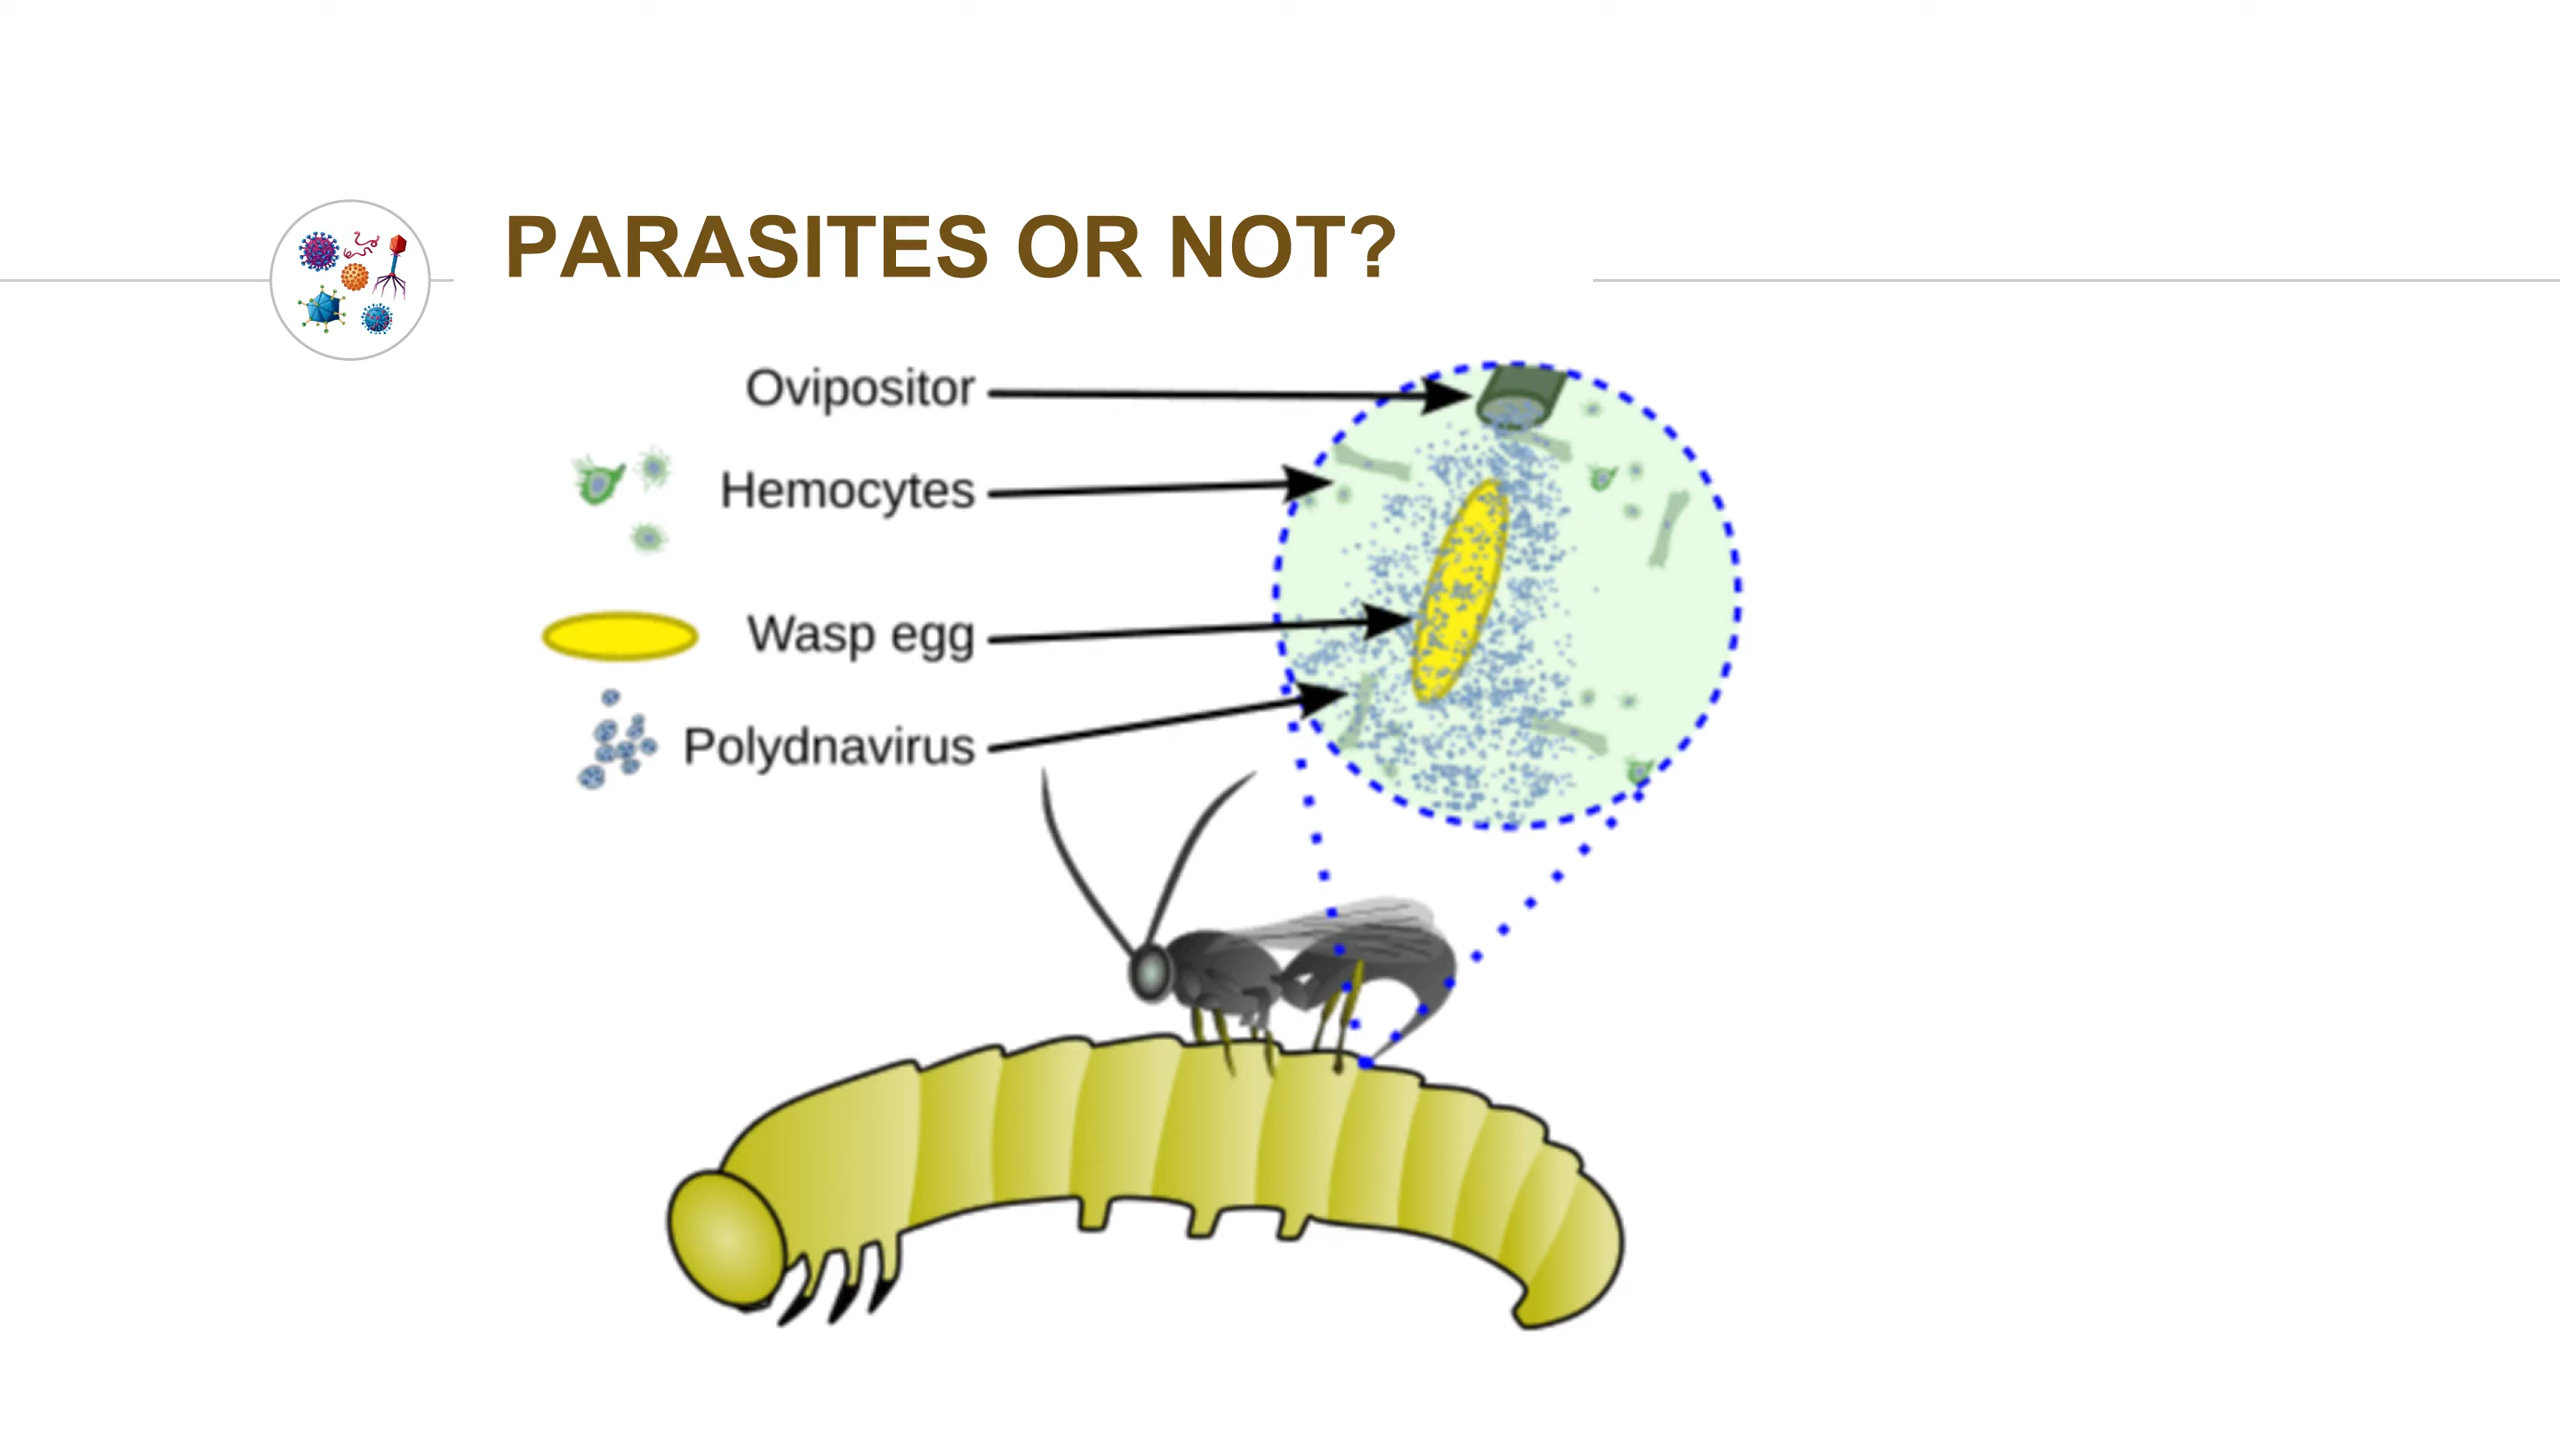 PARASITES OR NOT?
Ovipositor
Hemocytes
Wasp egg
Polydnavirus